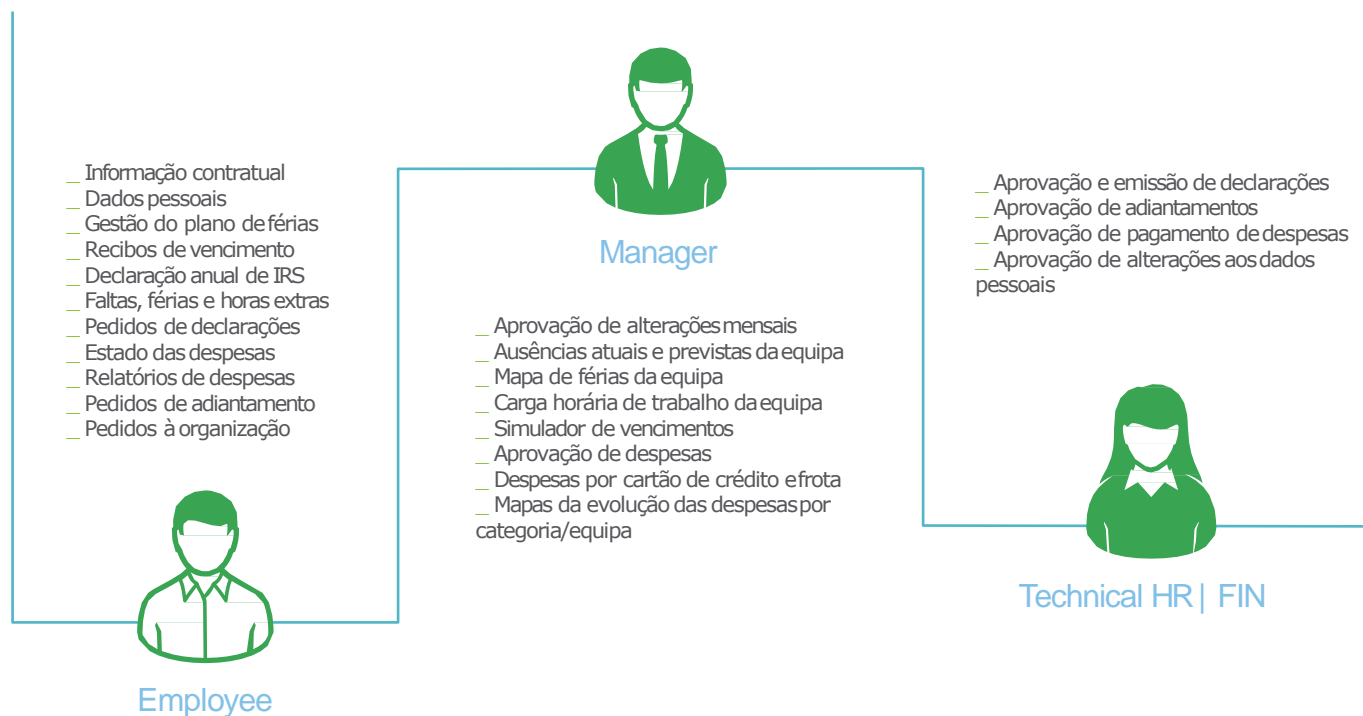 _ Informação contratual
_ Dados pessoais
_ Gestão do plano de férias
_ Recibos de vencimento
_ Declaração anual de IRS
_ Faltas, férias e horas extras
_ Pedidos de declarações
_ Estado das despesas
_ Relatórios de despesas
_ Pedidos de adiantamento
_ Pedidos à organização
Employee
Manager
_ Aprovação de alterações mensais
_ Ausências atuais e previstas da equipa
_ Mapa de férias da equipa
_ Carga horária de trabalho da equipa
_ Simulador de vencimentos
_ Aprovação de despesas
_ Despesas por cartão de crédito e frota
_ Mapas da evolução das despesas por
categoria/equipa
_ Aprovação e emissão de declarações
_ Aprovação de adiantamentos
_ Aprovação de pagamento de despesas
_ Aprovação de alterações aos dados
pessoais
Technical HR | FIN